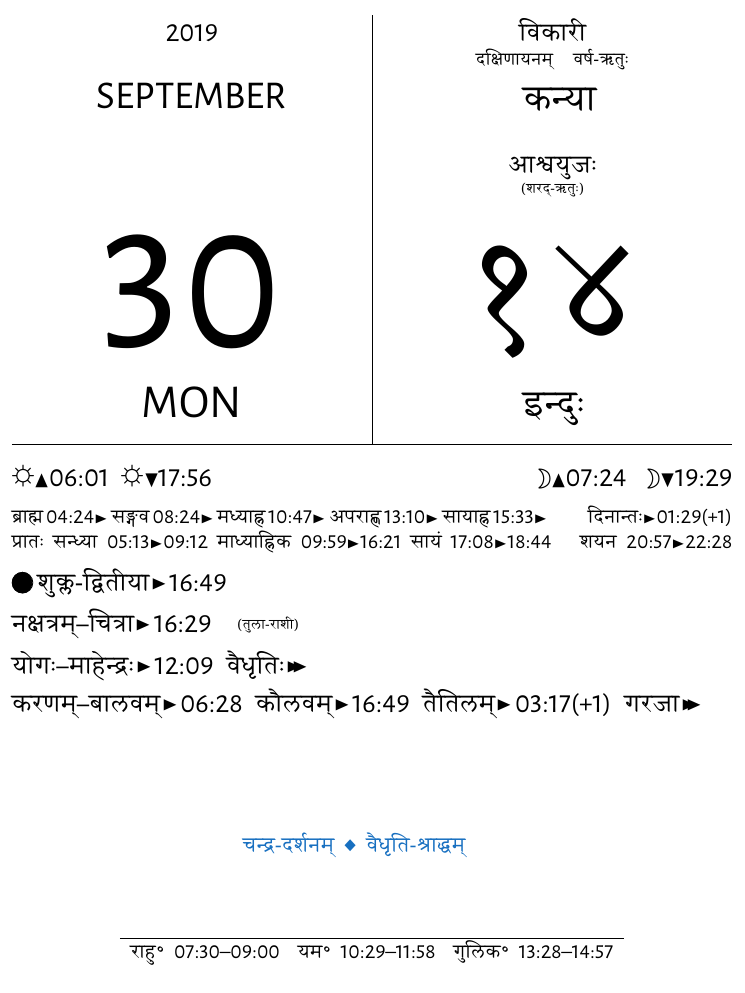 2019
SEPTEMBER
30
MON
विकारी
दक्षिणायनम् वर्ष-ऋतुः
कन्या
आश्वयुजः
(शरद्-ऋतुः)
१४
इन्दुः
☼▲06:01 ☼▼17:56 ☽▲07:24 ☽▼19:29
ब्राह्म 04:24► सङ्गव 08:24► मध्याह्न 10:47► अपराह्ण 13:10► सायाह्न 15:33► दिनान्तः►01:29(+1)
प्रातः सन्ध्या 05:13►09:12 माध्याह्निक 09:59►16:21 सायं 17:08►18:44 शयन 20:57►22:28
●शुक्ल-द्वितीया►16:49
नक्षत्रम्–चित्रा►16:29 (तुला-राशी)
योगः–माहेन्द्रः►12:09 वैधृतिः►►
करणम्–बालवम्►06:28 कौलवम्►16:49 तैतिलम्►03:17(+1) गरजा►►
चन्द्र-दर्शनम् ◆ वैधृति-श्राद्धम्
राहु॰ 07:30–09:00 यम॰ 10:29–11:58 गुलिक॰ 13:28–14:57